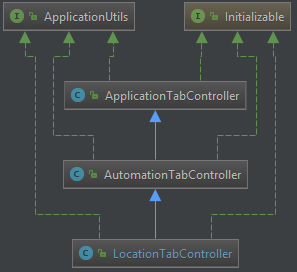 I ApplicationUtils
I Initializable
C ApplicationTabController
C AutomationTabController
C LocationTabController